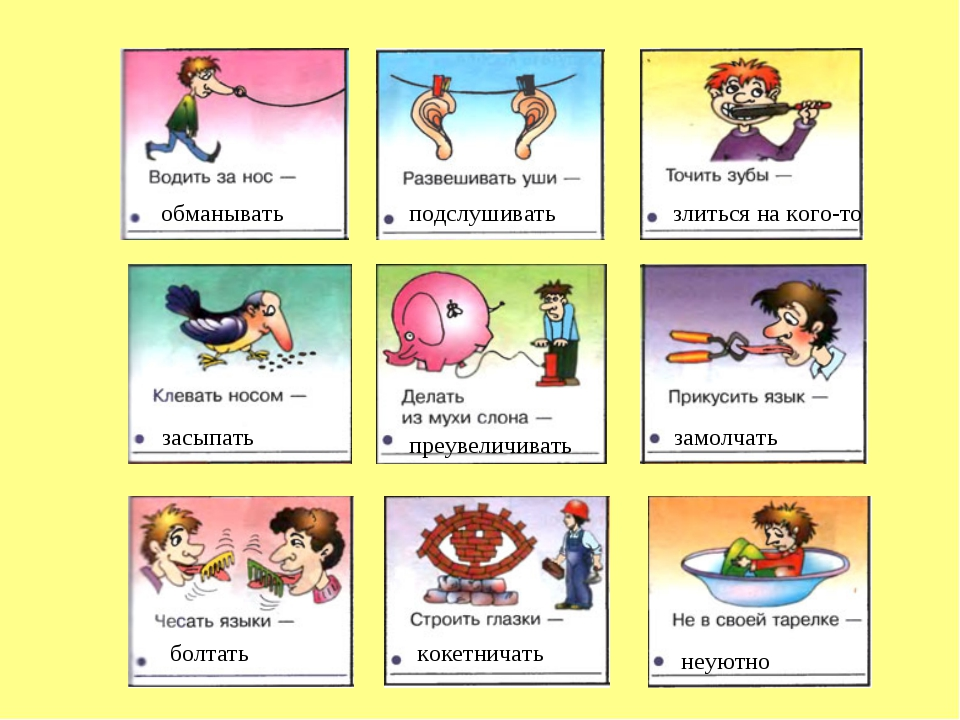 Водить за нос —
обманывать
Развешивать уши —
подслушивать
Точить зубы —
злиться на кого-то
Клевать носом —
засыпать
Делать
из мухи слона —
преувеличивать
Прикусить язык —
замолчать
Чесать языки —
болтать
Строить глазки —
кокетничать
Не в своей тарелке —
неуютно